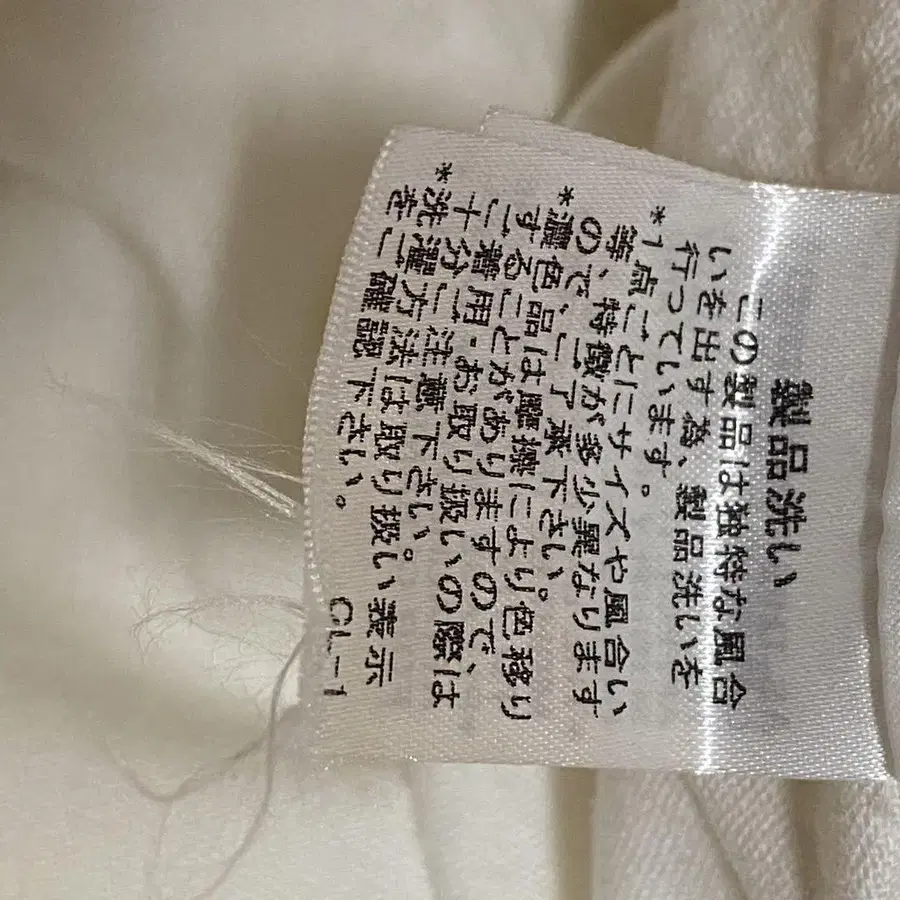 製品洗い
この製品は独特な風合
いを出す為、製品洗いを
行っています。
*1点ごとにサイズや風合い
等、特徴が多少異なります
ので、ご了承下さい。
*濃色品は摩擦により色移り
することがありますので、
ご着用・お取り扱いの際は
十分ご注意下さい。
*洗濯方法は取り扱い表示
をご確認下さい。
CL-1